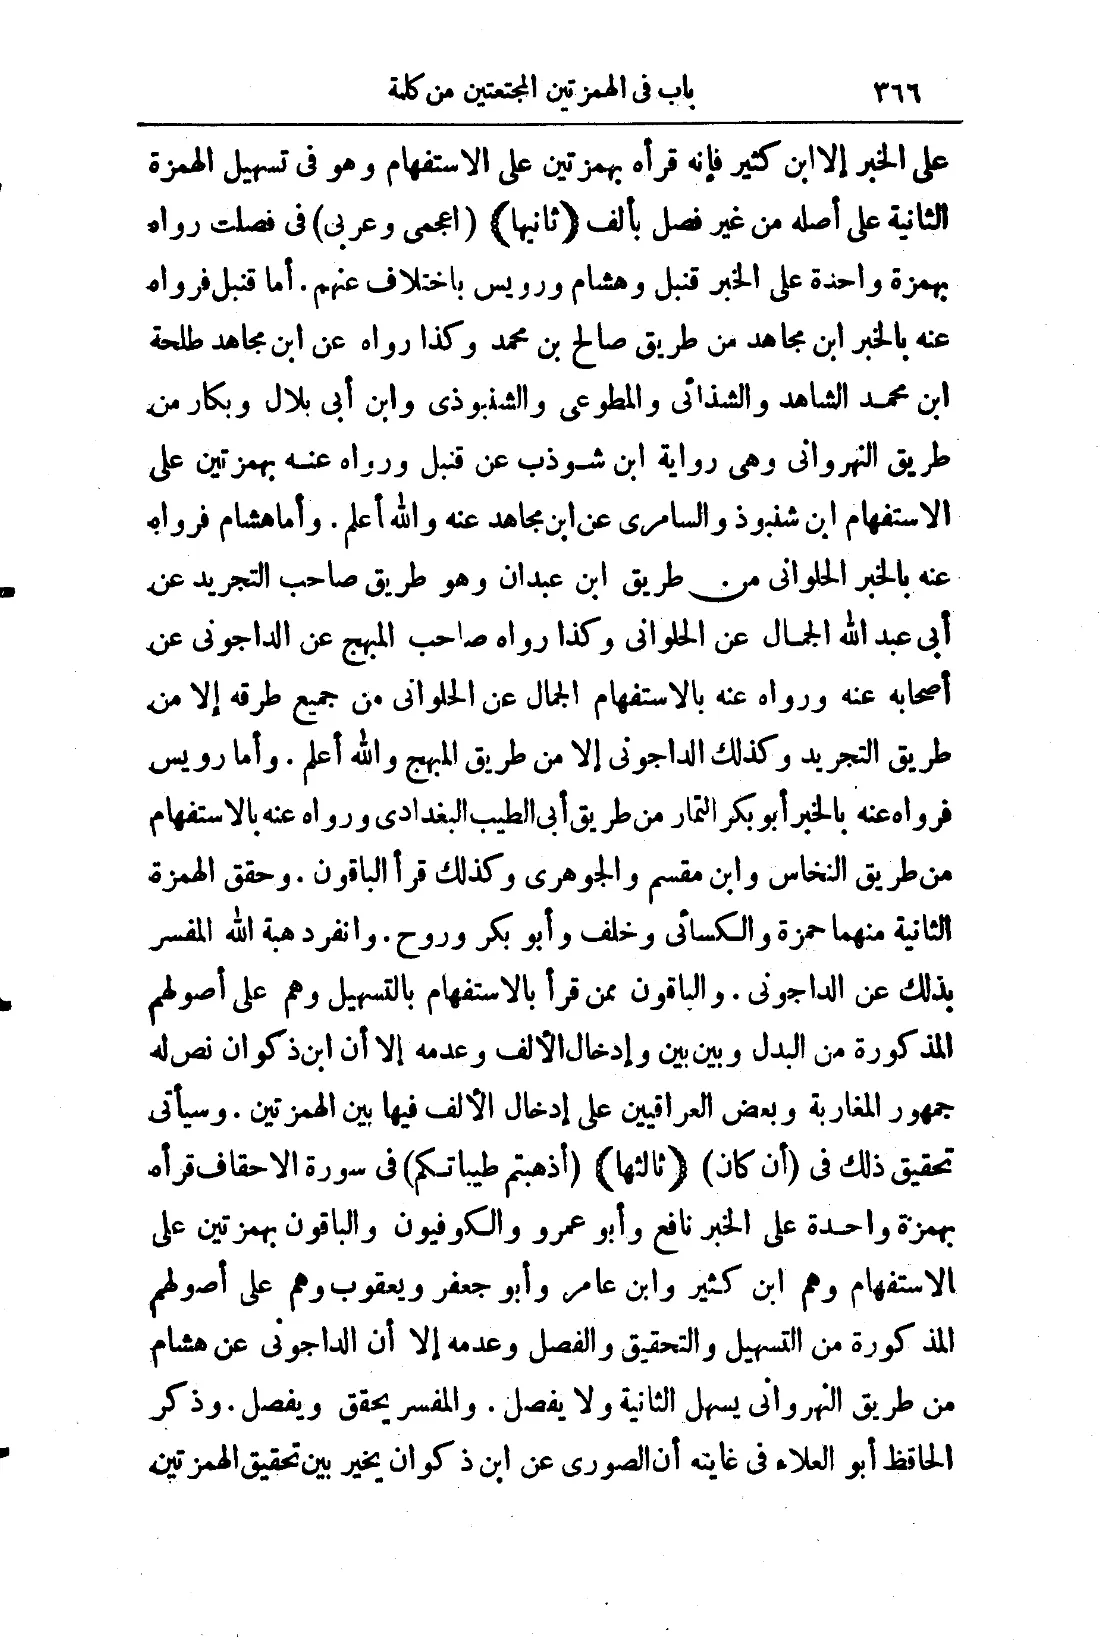 ٣٦٦ باب فى الهمزتين المجتمعتين من كلمة
على الخبر إلا ابن كثير فإنه قرأه بهمزتين على الاستفهام وهو فى تسهيل الهمزة
الثانية على أصله من غير فصل بألف (ثانيها) (اعجمى وعربى) فى فصلت رواه
بهمزة واحدة على الخبر قنبل وهشام ورويس باختلاف عنهم . أما قنبل فرواه
عنه بالخبر ابن مجاهد من طريق صالح بن محمد وكذا رواه عن ابن مجاهد طلحة
ابن محمد الشاهد والشذائى والمطوعى والشنبوذى وابن أبى بلال وبكار من
طريق النهروانى وهى رواية ابن شوذب عن قنبل ورواه عنه بهمزتين على
الاستفهام ابن شنبوذ والسامرى عن ابن مجاهد عنه والله أعلم . وأما هشام فرواه
عنه بالخبر الحلوانى من طريق ابن عبدان وهو طريق صاحب التجريد عن
أبى عبد الله الجمال عن الحلوانى وكذا رواه صاحب المبهج عن الداجونى عن
أصحابه عنه ورواه عنه بالاستفهام الجمال عن الحلوانى من جميع طرقه إلا من
طريق التجريد وكذلك الداجونى إلا من طريق المبهج والله أعلم . وأما رويس
فرواه عنه بالخبر أبو بكر التمار من طريق أبى الطيب البغدادى ورواه عنه بالاستفهام
من طريق النخاس وابن مقسم والجوهرى وكذلك قرأ الباقون . وحقق الهمزة
الثانية منهما حمزة والكسائى وخلف وأبو بكر وروح . وانفرد هبة الله المفسر
بذلك عن الداجونى . والباقون ممن قرأ بالاستفهام بالتسهيل وهم على أصولهم
المذكورة من البدل وبين بين وإدخال الألف وعدمه إلا أن ابن ذكوان نص له
جمهور المغاربة وبعض العراقيين على إدخال الألف فيها بين الهمزتين . وسيأتى
تحقيق ذلك فى (أن كان) (ثالثها) (أذهبتم طيباتكم) فى سورة الاحقاف قرأه
بهمزة واحدة على الخبر نافع وأبو عمرو والكوفيون والباقون بهمزتين على
الاستفهام وهم ابن كثير وابن عامر وأبو جعفر ويعقوب وهم على أصولهم
المذكورة من التسهيل والتحقيق والفصل وعدمه إلا أن الداجونى عن هشام
من طريق النهروانى يسهل الثانية ولا يفصل . والمفسر يحقق ويفصل . وذكر
الحافظ أبو العلاء فى غايته أن الصورى عن ابن ذكوان يخير بين تحقيق الهمزتين